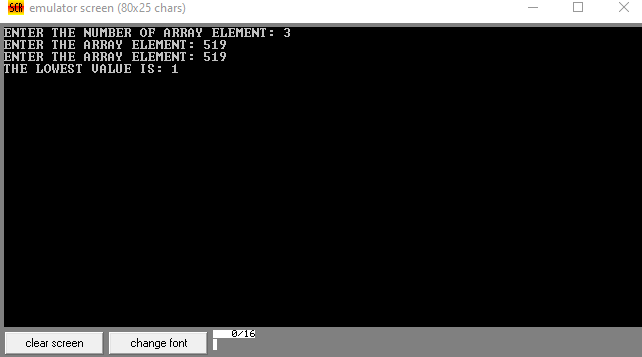 SCR emulator screen (80x25 chars)
ENTER THE NUMBER OF ARRAY ELEMENT: 3
ENTER THE ARRAY ELEMENT: 519
ENTER THE ARRAY ELEMENT: 519
THE LOWEST VALUE IS: 1
clear screen change font 0/16